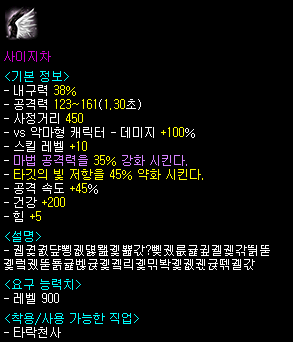 사이지차
<기본 정보>
- 내구력 38%
- 공격력 123~161(1,30초)
- 사정거리 450
- vs 악마형 캐릭터 - 데미지 +100%
- 스킬 레벨 +10
- 마법 공격력을 35% 강화 시킨다.
- 타깃의 빛 저항을 45% 약화 시킨다.
- 공격 속도 +45%
- 건강 +200
- 힘 +5
<설명>
<요구 능력치>
- 레벨 900
<착용/사용 가능한 직업>
- 타락천사